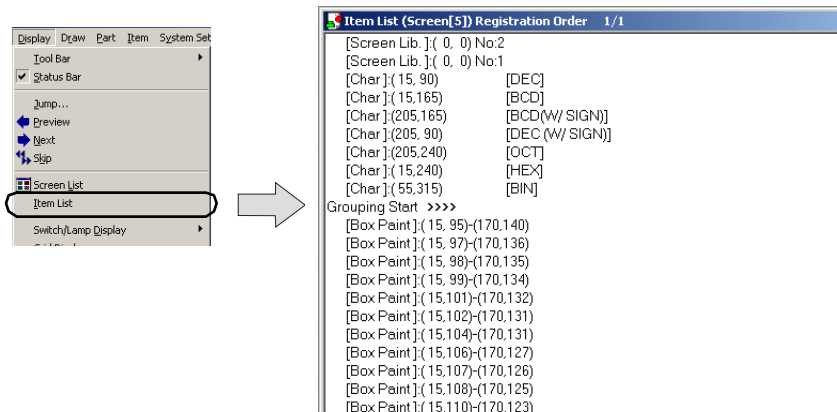 Display Draw Part Item System Set
Tool Bar
Status Bar
Jump...
Preview
Next
Skip
Screen List
Item List
Switch/Lamp Display
Item List (Screen[5]) Registration Order 1/1
[Screen Lib. ]:( 0, 0) No:2
[Screen Lib. ]:( 0, 0) No:1
[Char ]:( 15, 90) [DEC]
[Char ]:( 15,165) [BCD]
[Char ]:(205,165) [BCD(W/ SIGN)]
[Char ]:(205, 90) [DEC (W/ SIGN)]
[Char ]:(205,240) [OCT]
[Char ]:( 15,240) [HEX]
[Char ]:( 55,315) [BIN]
Grouping Start >>>>
[Box Paint ]:( 15, 95)-(170,140)
[Box Paint ]:( 15, 97)-(170,136)
[Box Paint ]:( 15, 98)-(170,135)
[Box Paint ]:( 15, 99)-(170,134)
[Box Paint ]:( 15,101)-(170,132)
[Box Paint ]:( 15,102)-(170,131)
[Box Paint ]:( 15,104)-(170,131)
[Box Paint ]:( 15,106)-(170,127)
[Box Paint ]:( 15,107)-(170,126)
[Box Paint ]:( 15,108)-(170,125)
[Box Paint ]:( 15,110)-(170,123)